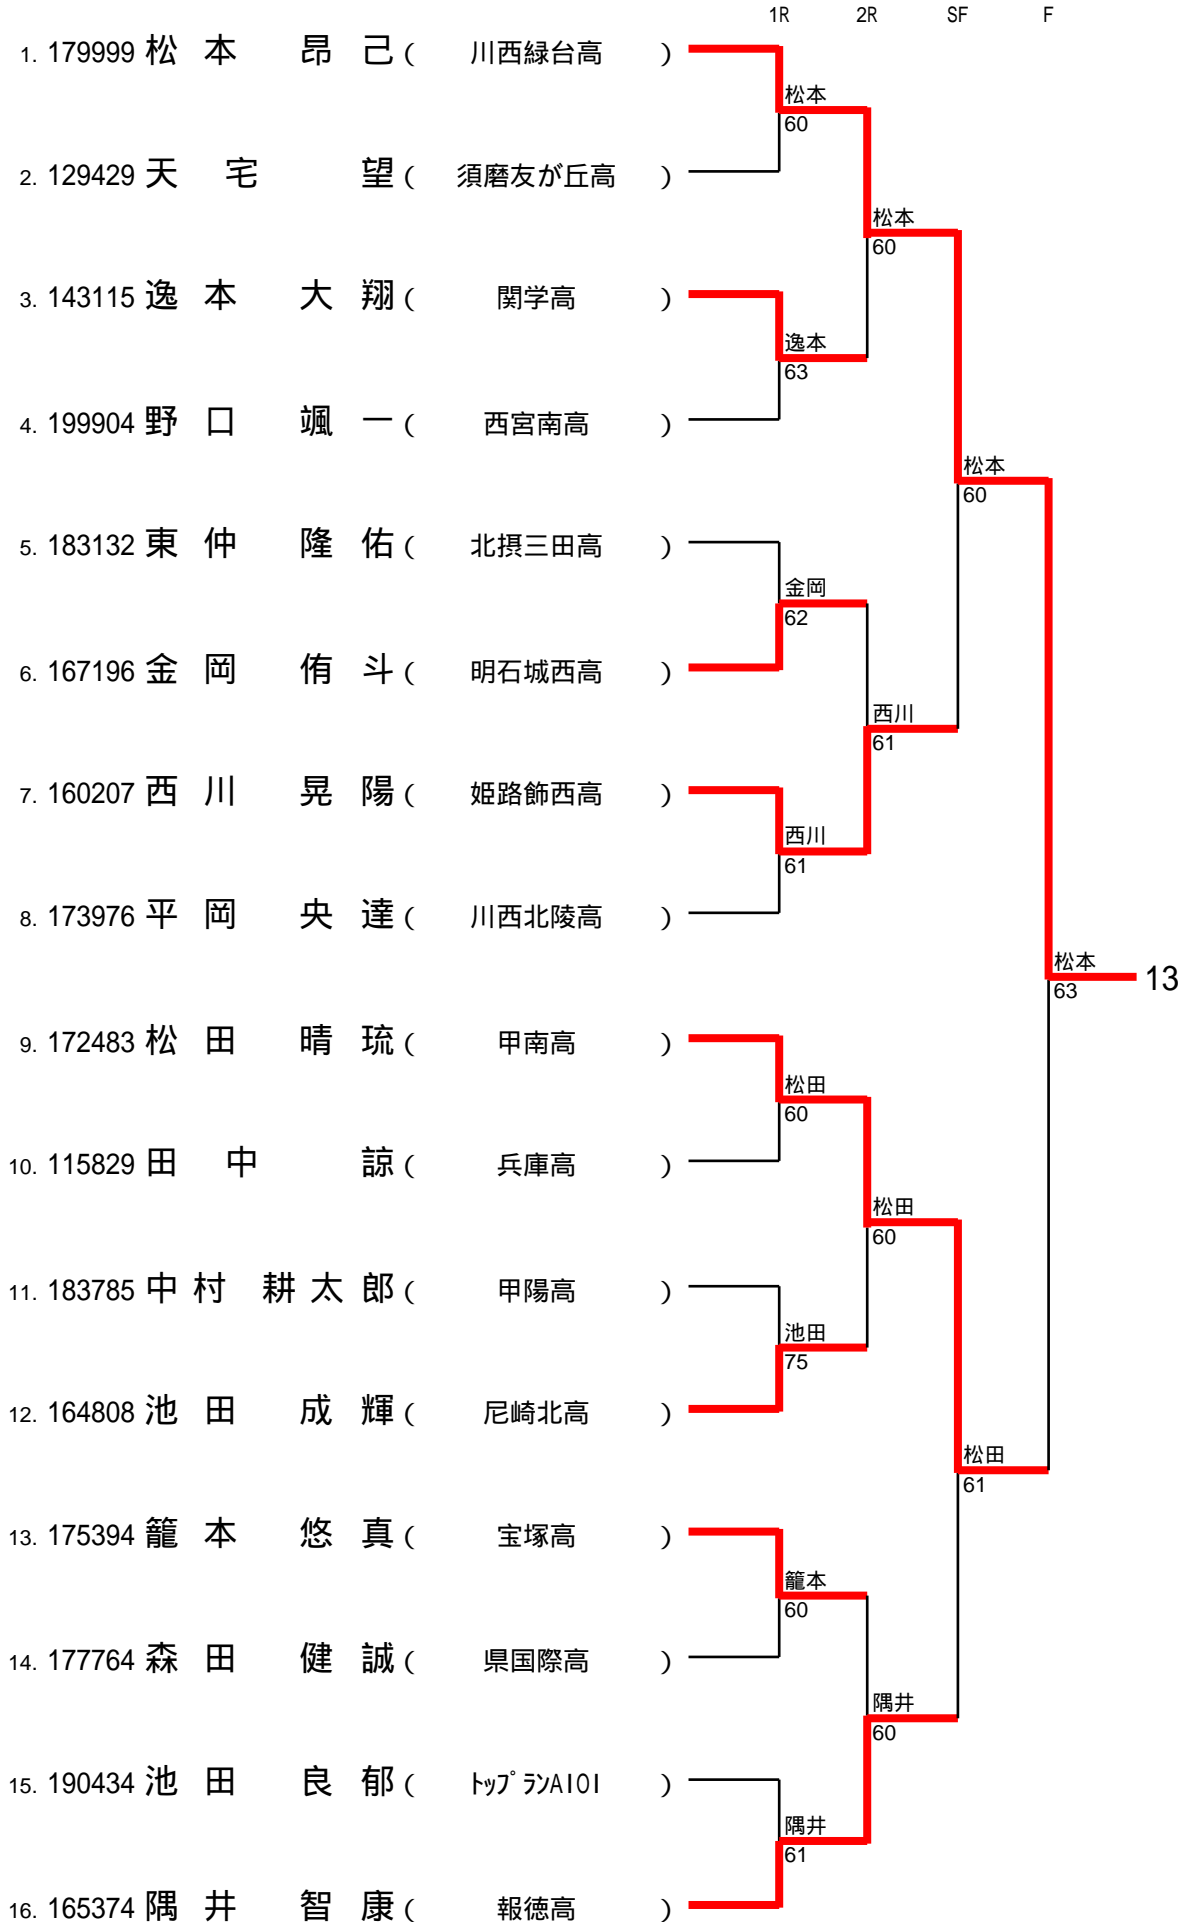 1R 2R SF F
1. 179999 松本 昂己 ( 川西緑台高 )
松本
60
2. 129429 天宅 望 ( 須磨友が丘高 )
松本
60
3. 143115 逸本 大翔 ( 関学高 )
逸本
63
4. 199904 野口 颯一 ( 西宮南高 )
松本
60
5. 183132 東仲 隆佑 ( 北摂三田高 )
金岡
62
6. 167196 金岡 侑斗 ( 明石城西高 )
西川
61
7. 160207 西川 晃陽 ( 姫路飾西高 )
西川
61
8. 173976 平岡 央達 ( 川西北陵高 )
松本
63
13
9. 172483 松田 晴琉 ( 甲南高 )
松田
60
10. 115829 田中 諒 ( 兵庫高 )
松田
60
11. 183785 中村 耕太郎 ( 甲陽高 )
池田
75
12. 164808 池田 成輝 ( 尼崎北高 )
松田
61
13. 175394 籠本 悠真 ( 宝塚高 )
籠本
60
14. 177764 森田 健誠 ( 県国際高 )
隅井
60
15. 190434 池田 良郁 ( トップランAIOI )
隅井
61
16. 165374 隅井 智康 ( 報徳高 )